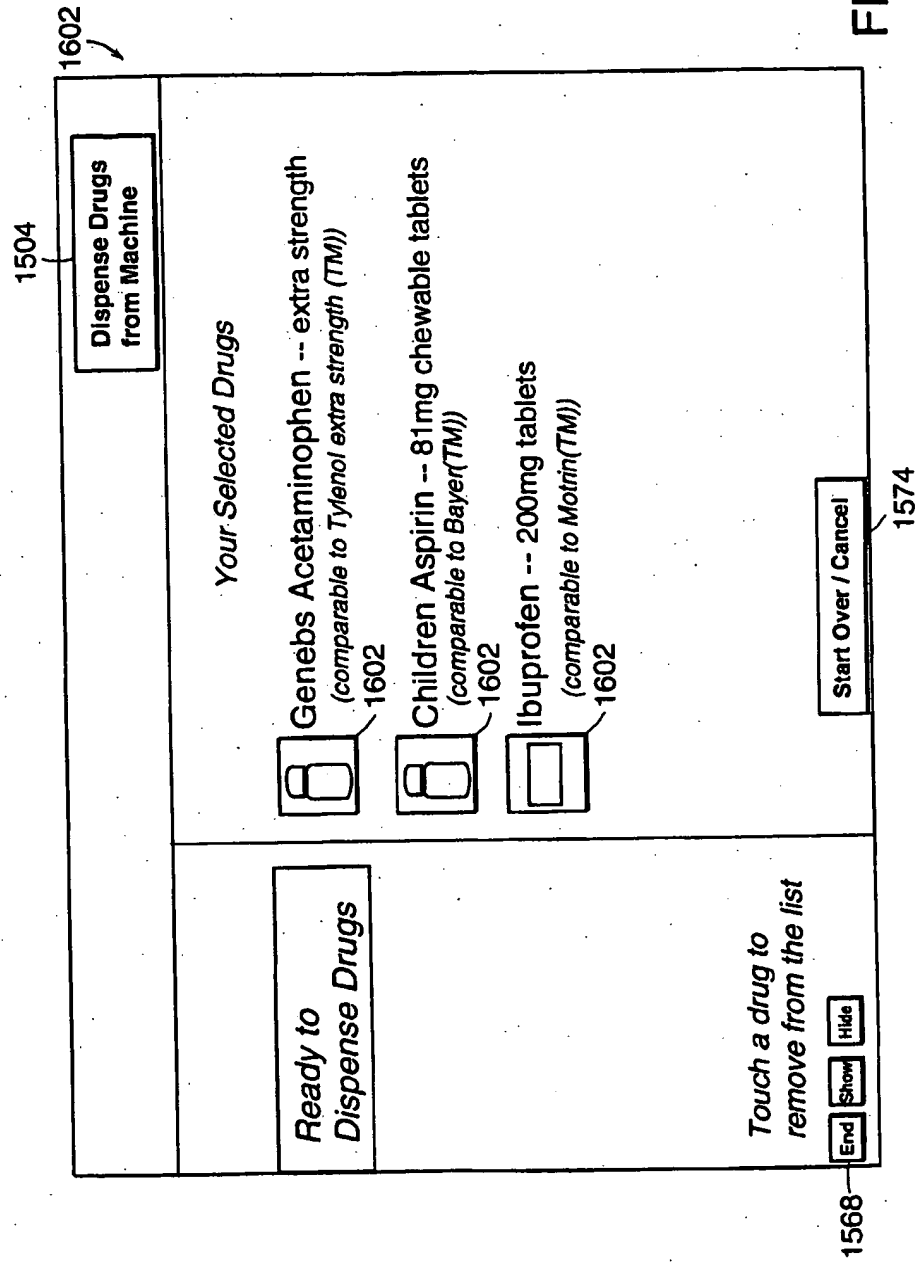 1504
1602
Dispense Drugs
from Machine
Your Selected Drugs
Genebs Acetaminophen -- extra strength
(comparable to Tylenol extra strength (TM))
1602
Children Aspirin -- 81mg chewable tablets
(comparable to Bayer(TM))
1602
Ibuprofen -- 200mg tablets
(comparable to Motrin(TM))
1602
Ready to
Dispense Drugs
Touch a drug to
remove from the list
End Show Hide
1568
Start Over / Cancel
1574